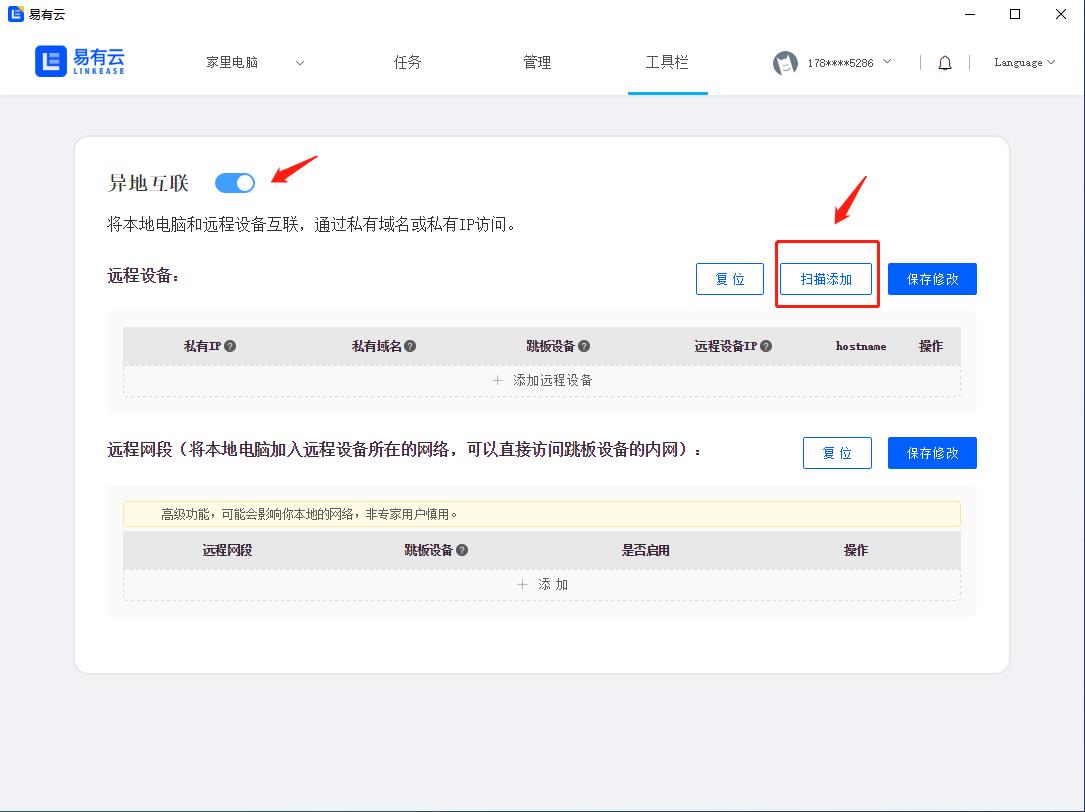 易有云
易有云
LINKEASE
家里电脑
任务
管理
工具栏
178****5286
Language
异地互联
将本地电脑和远程设备互联，通过私有域名或私有IP访问。
远程设备：
复 位
扫描添加
保存修改
私有IP
私有域名
跳板设备
远程设备IP
hostname
操作
+ 添加远程设备
远程网段（将本地电脑加入远程设备所在的网络，可以直接访问跳板设备的内网）：
复 位
保存修改
高级功能，可能会影响你本地的网络，非专家用户慎用。
远程网段
跳板设备
是否启用
操作
+ 添 加